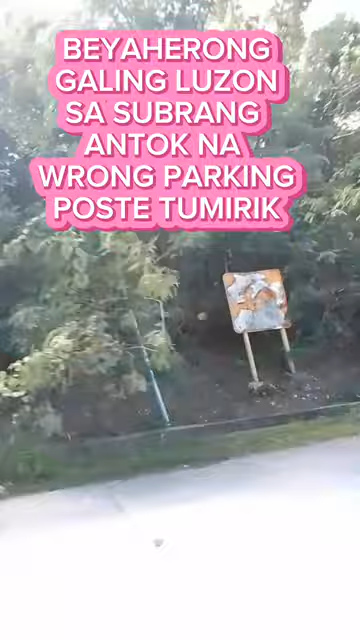 BEYAHERONG
GALING LUZON
SA SUBRANG
ANTOK NA
WRONG PARKING
POSTE TUMIRIK